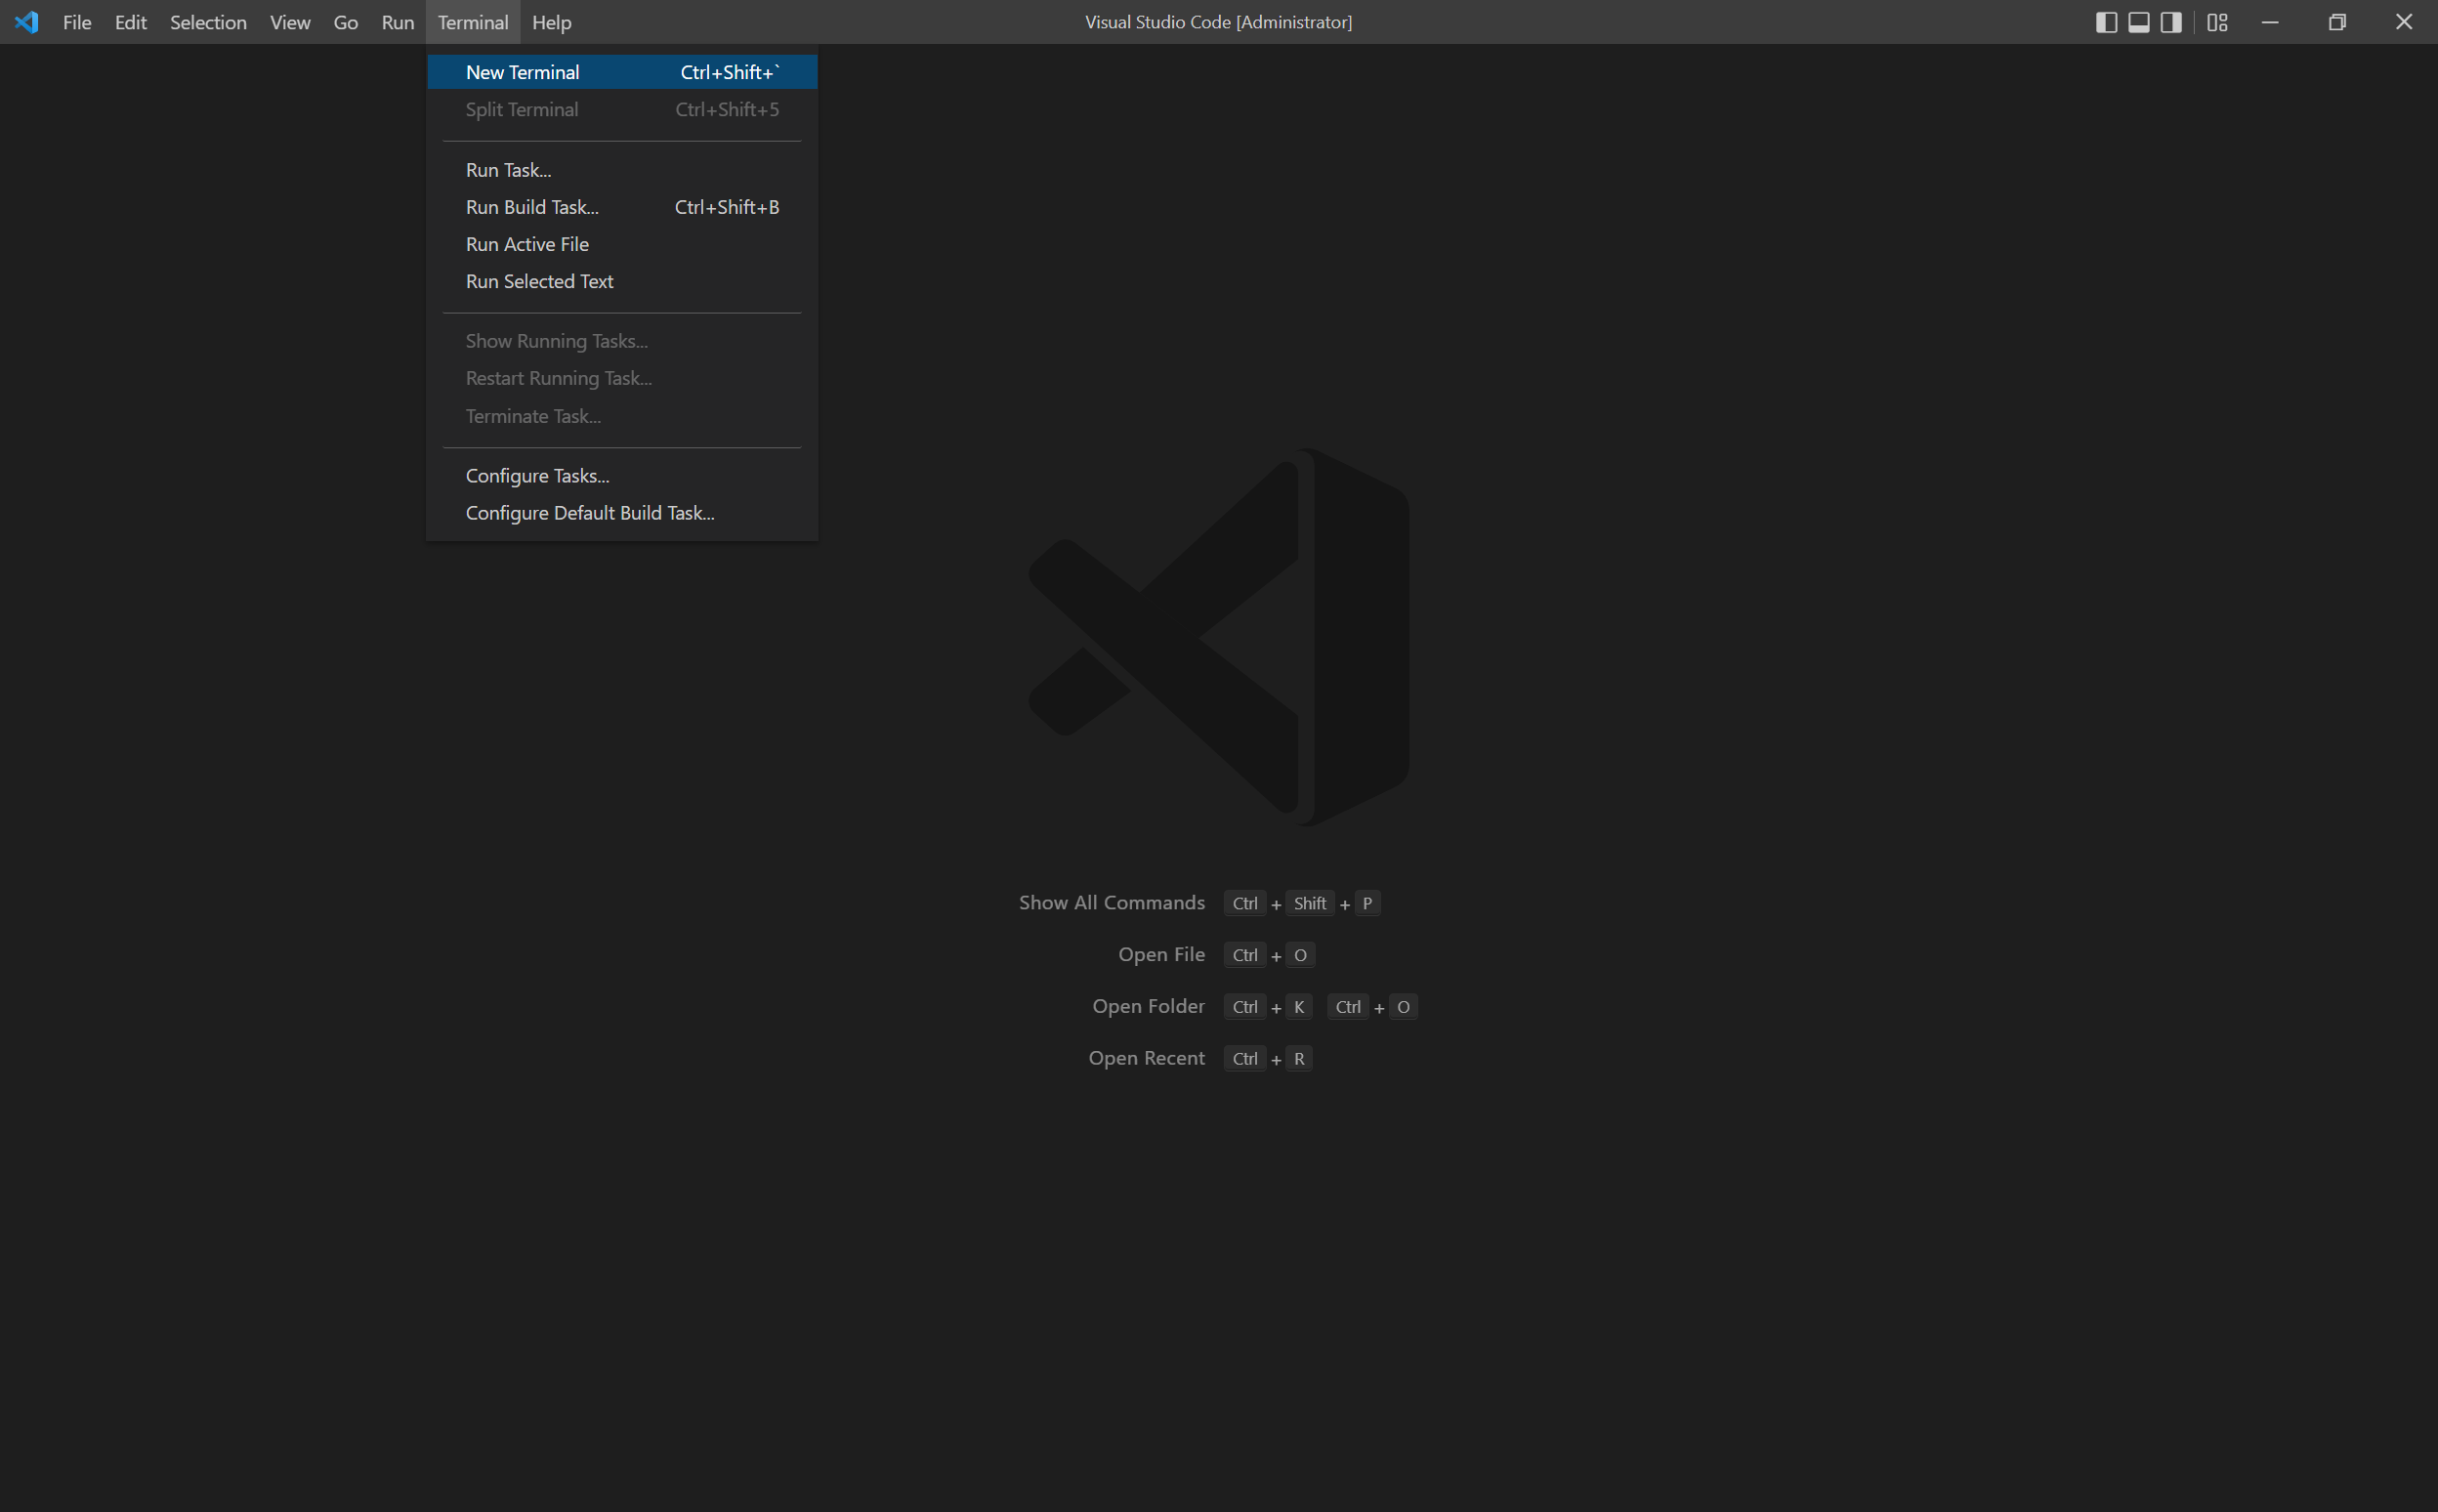 File Edit Selection View Go Run Terminal Help Visual Studio Code [Administrator]
New Terminal Ctrl+Shift+`
Split Terminal Ctrl+Shift+5
Run Task...
Run Build Task... Ctrl+Shift+B
Run Active File
Run Selected Text
Show Running Tasks...
Restart Running Task...
Terminate Task...
Configure Tasks...
Configure Default Build Task...
Show All Commands Ctrl + Shift + P
Open File Ctrl + O
Open Folder Ctrl + K Ctrl + O
Open Recent Ctrl + R